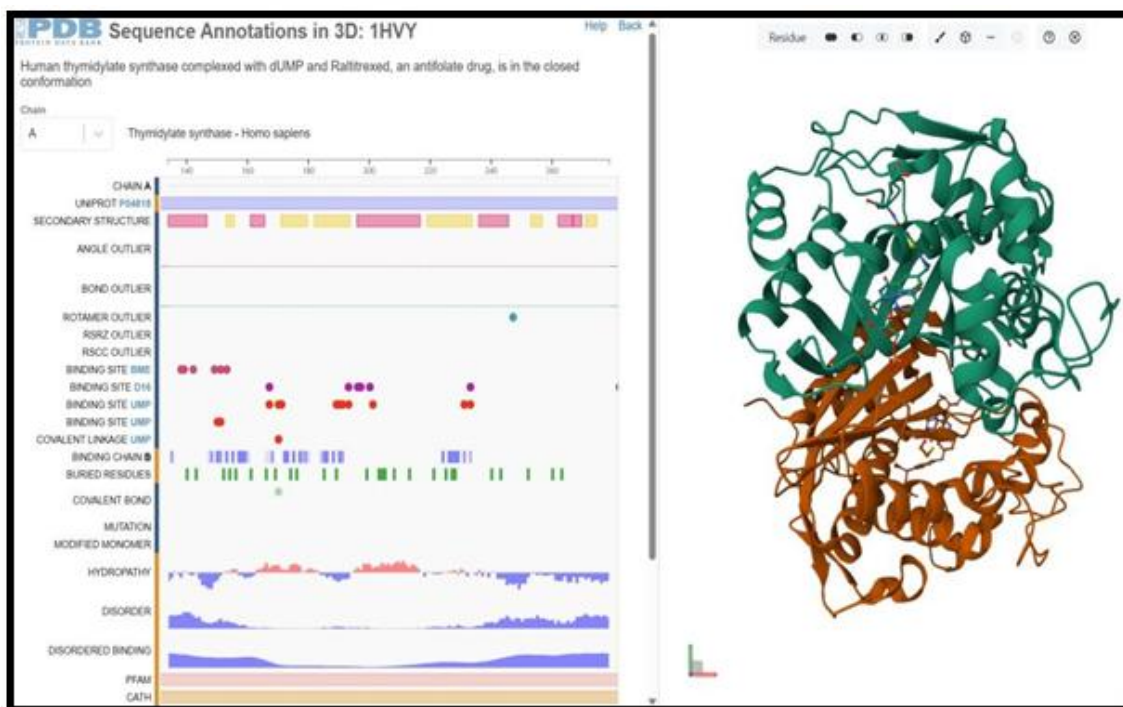 PDB
PROTEIN DATA BANK
Sequence Annotations in 3D: 1HVY
Help Back
Human thymidylate synthase complexed with dUMP and Raltitrexed, an antifolate drug, is in the closed
conformation
Chain
A
Thymidylate synthase - Homo sapiens
140 160 180 200 220 240 260
CHAIN A
UNIPROT P04818
SECONDARY STRUCTURE
ANGLE OUTLIER
BOND OUTLIER
ROTAMER OUTLIER
RSRZ OUTLIER
RSCC OUTLIER
BINDING SITE BME
BINDING SITE D16
BINDING SITE UMP
BINDING SITE UMP
COVALENT LINKAGE UMP
BINDING CHAIN B
BURIED RESIDUES
COVALENT BOND
MUTATION
MODIFIED MONOMER
HYDROPATHY
DISORDER
DISORDERED BINDING
PFAM
CATH
Residue